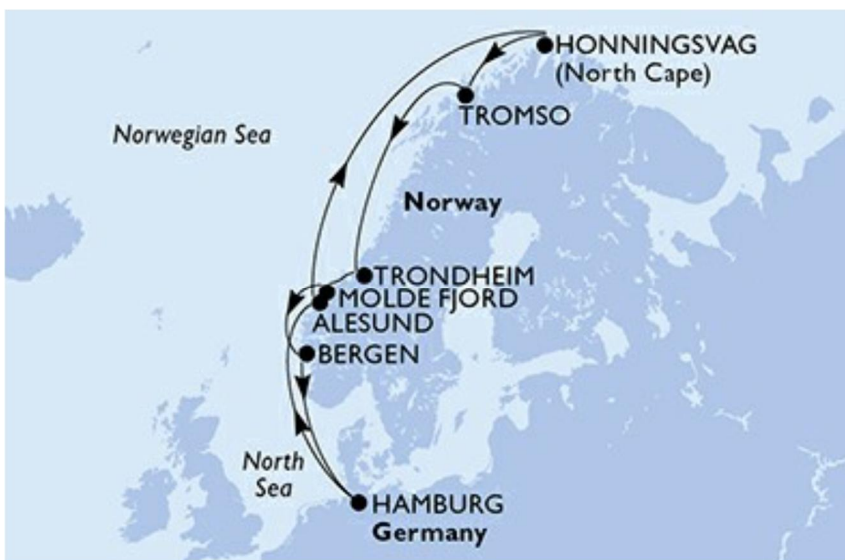 HONNINGSVAG
(North Cape)
TROMSO
Norwegian Sea
Norway
TRONDHEIM
MOLDE FJORD
ALESUND
BERGEN
North
Sea
HAMBURG
Germany